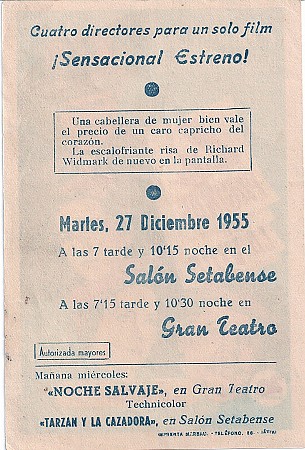 Cuatro directores para un solo film
¡Sensacional Estreno!
Una cabellera de mujer bien vale
el precio de un caro capricho del
corazón.
La escalofriante risa de Richard
Widmark de nuevo en la pantalla.
Martes, 27 Diciembre 1955
A las 7 tarde y 10'15 noche en el
Salón Setabense
A las 7'15 tarde y 10'30 noche en
Gran Teatro
Autorizada mayores
Mañana miércoles:
«NOCHE SALVAJE», en Gran Teatro
Technicolor
«TARZAN Y LA CAZADORA», en Salón Setabense
IMPRENTA - TELÉFONO,